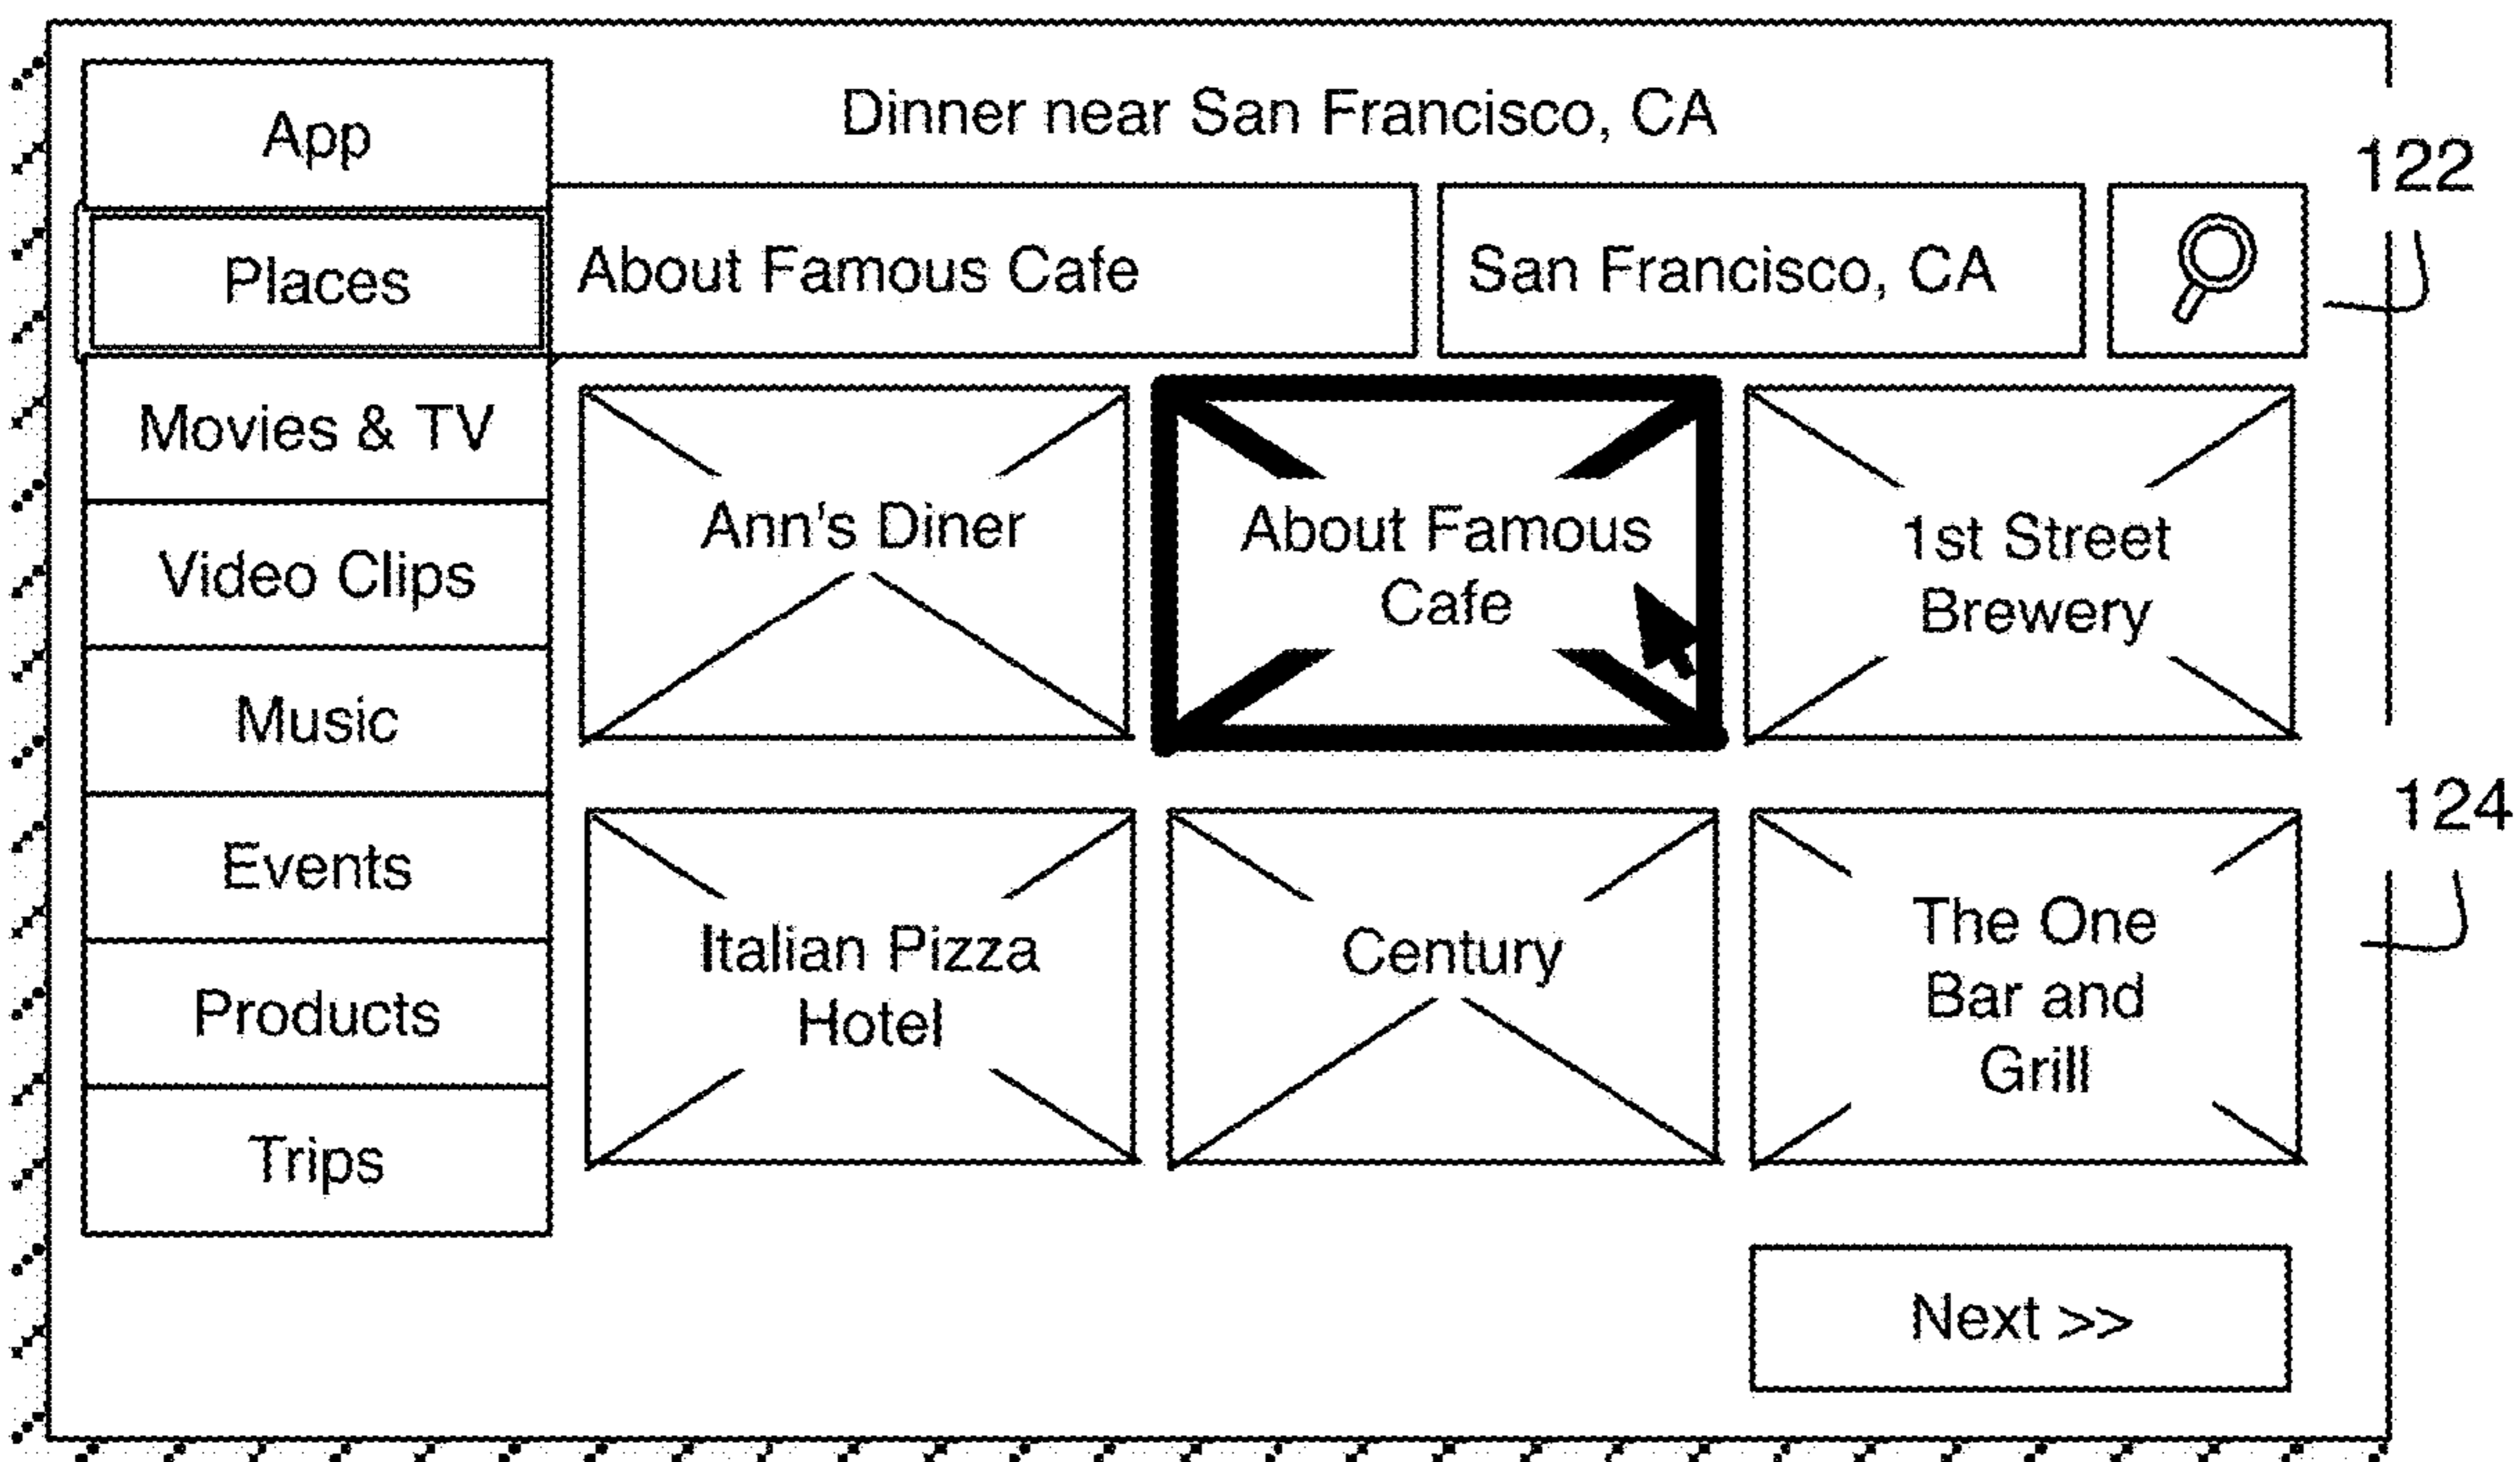 Dinner near San Francisco, CA
App
Places
Movies & TV
Video Clips
Music
Events
Products
Trips
About Famous Cafe
San Francisco, CA
122
Ann's Diner
About Famous
Cafe
1st Street
Brewery
124
Italian Pizza
Hotel
Century
The One
Bar and
Grill
Next >>